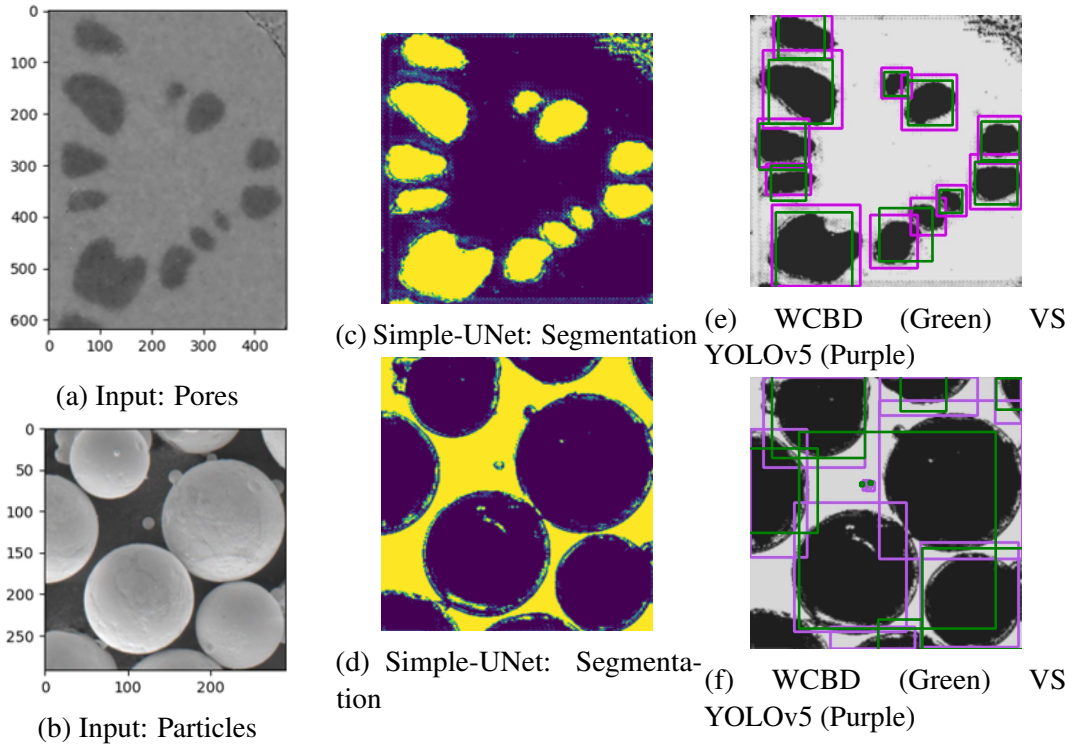 0
100
200
300
400
500
600
0 100 200 300 400
(a) Input: Pores
0
50
100
150
200
250
0 100 200
(b) Input: Particles
(c) Simple-UNet: Segmentation
(d) Simple-UNet: Segmenta-
tion
(e) WCBD (Green) VS
YOLOv5 (Purple)
(f) WCBD (Green) VS
YOLOv5 (Purple)